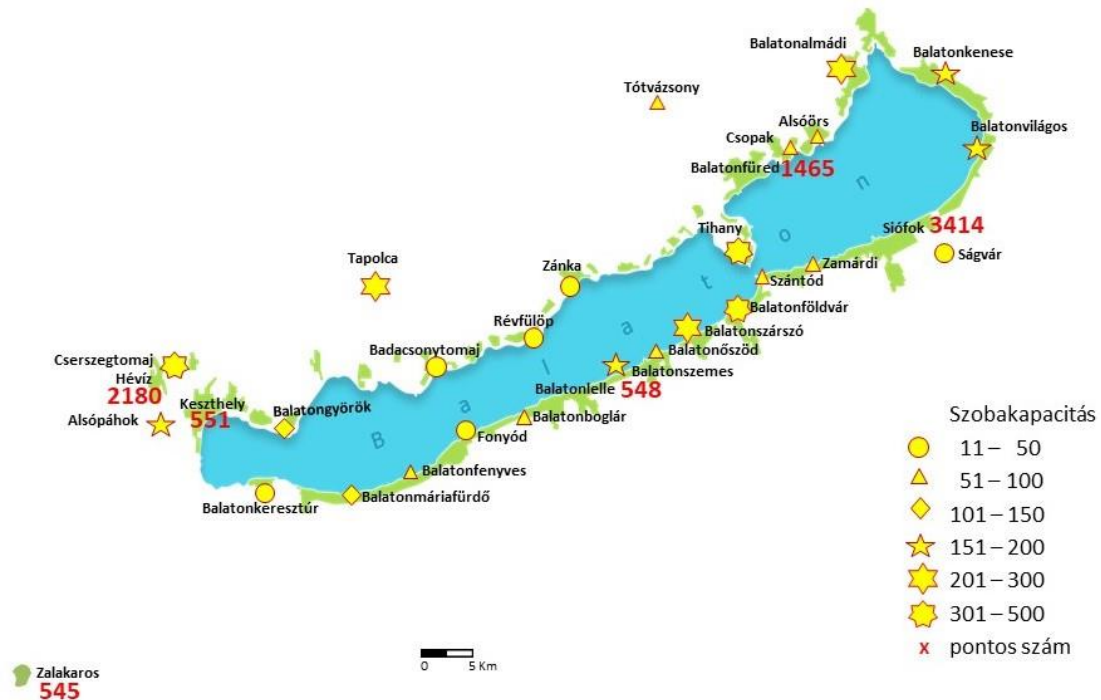 Balatonalmádi
Balatonkenese
Tótvázsony
Alsóörs
Csopak
Balatonvilágos
Balatonfüred 1465
n
Siófok 3414
Tihany
o
Ságvár
Zamárdi
Tapolca
Zánka
Szántód
t
Balatonföldvár
Révfülöp
a
Balatonszárszó
Cserszegtomaj
Badacsonytomaj
Balatonőszöd
Hévíz
2180
l
Balatonszemes
Balatonlelle 548
Keszthely
551
Balatongyörök
a
Alsópáhok
Balatonboglár
B
Fonyód
Balatonfenyves
Balatonmáriafürdő
Balatonkeresztúr
Szobakapacitás
11 – 50
51 – 100
101 – 150
151 – 200
201 – 300
301 – 500
x pontos szám
0 5 Km
Zalakaros
545